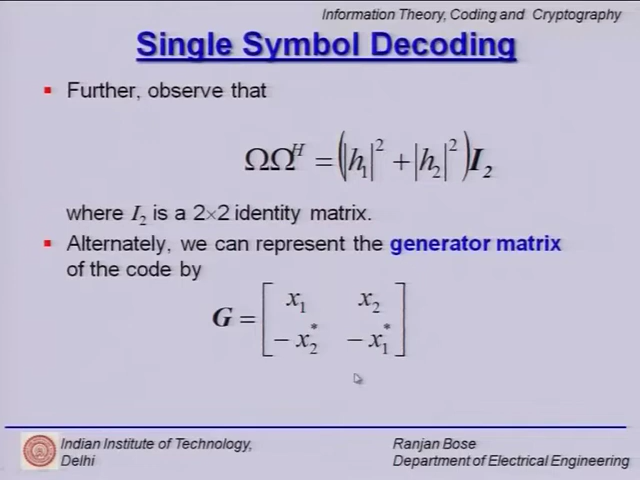 Information Theory, Coding and Cryptography
Single Symbol Decoding
▪ Further, observe that
ΩΩ^H = (|h₁|² + |h₂|²) I₂
where I₂ is a 2×2 identity matrix.
▪ Alternately, we can represent the generator matrix
of the code by
G = [ x₁ x₂
-x₂* -x₁* ]
Indian Institute of Technology, Ranjan Bose
Delhi Department of Electrical Engineering